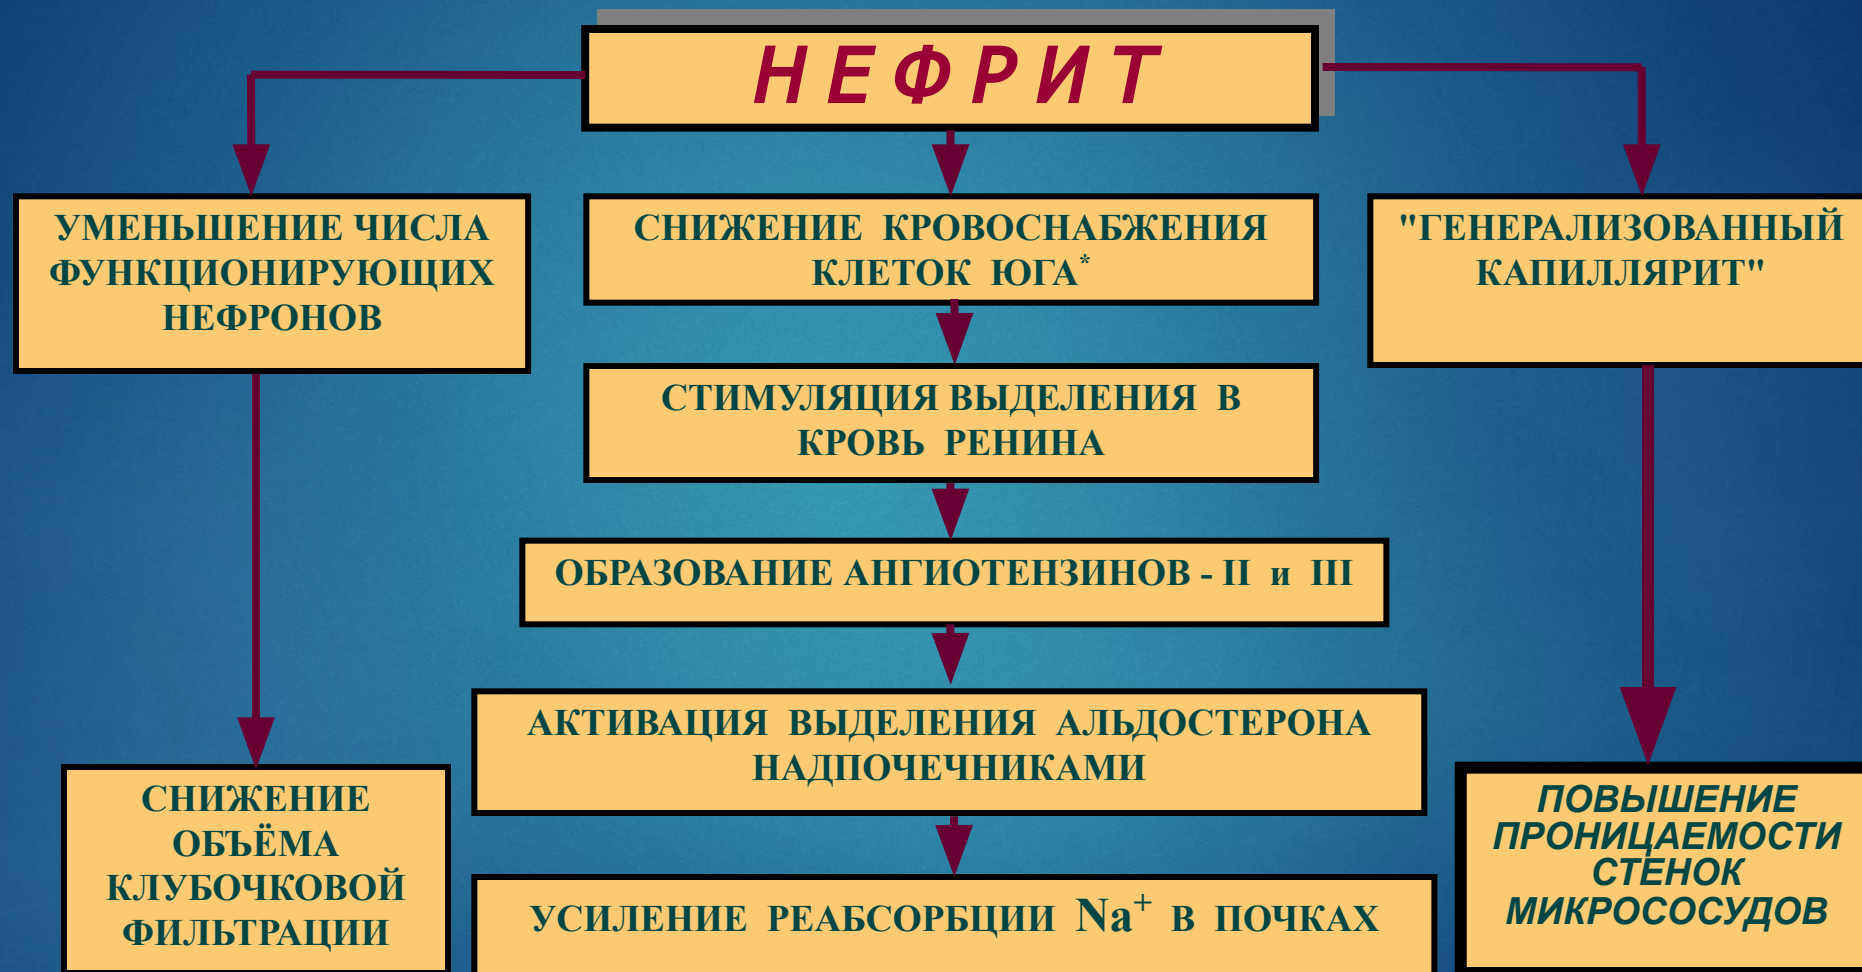 НЕФРИТ
УМЕНЬШЕНИЕ ЧИСЛА
ФУНКЦИОНИРУЮЩИХ
НЕФРОНОВ
СНИЖЕНИЕ КРОВОСНАБЖЕНИЯ
КЛЕТОК ЮГА*
"ГЕНЕРАЛИЗОВАННЫЙ
КАПИЛЛЯРИТ"
СТИМУЛЯЦИЯ ВЫДЕЛЕНИЯ В
КРОВЬ РЕНИНА
ОБРАЗОВАНИЕ АНГИОТЕНЗИНОВ - II и III
АКТИВАЦИЯ ВЫДЕЛЕНИЯ АЛЬДОСТЕРОНА
НАДПОЧЕЧНИКАМИ
СНИЖЕНИЕ
ОБЪЁМА
КЛУБОЧКОВОЙ
ФИЛЬТРАЦИИ
УСИЛЕНИЕ РЕАБСОРБЦИИ Na⁺ В ПОЧКАХ
ПОВЫШЕНИЕ
ПРОНИЦАЕМОСТИ
СТЕНОК
МИКРОСОСУДОВ